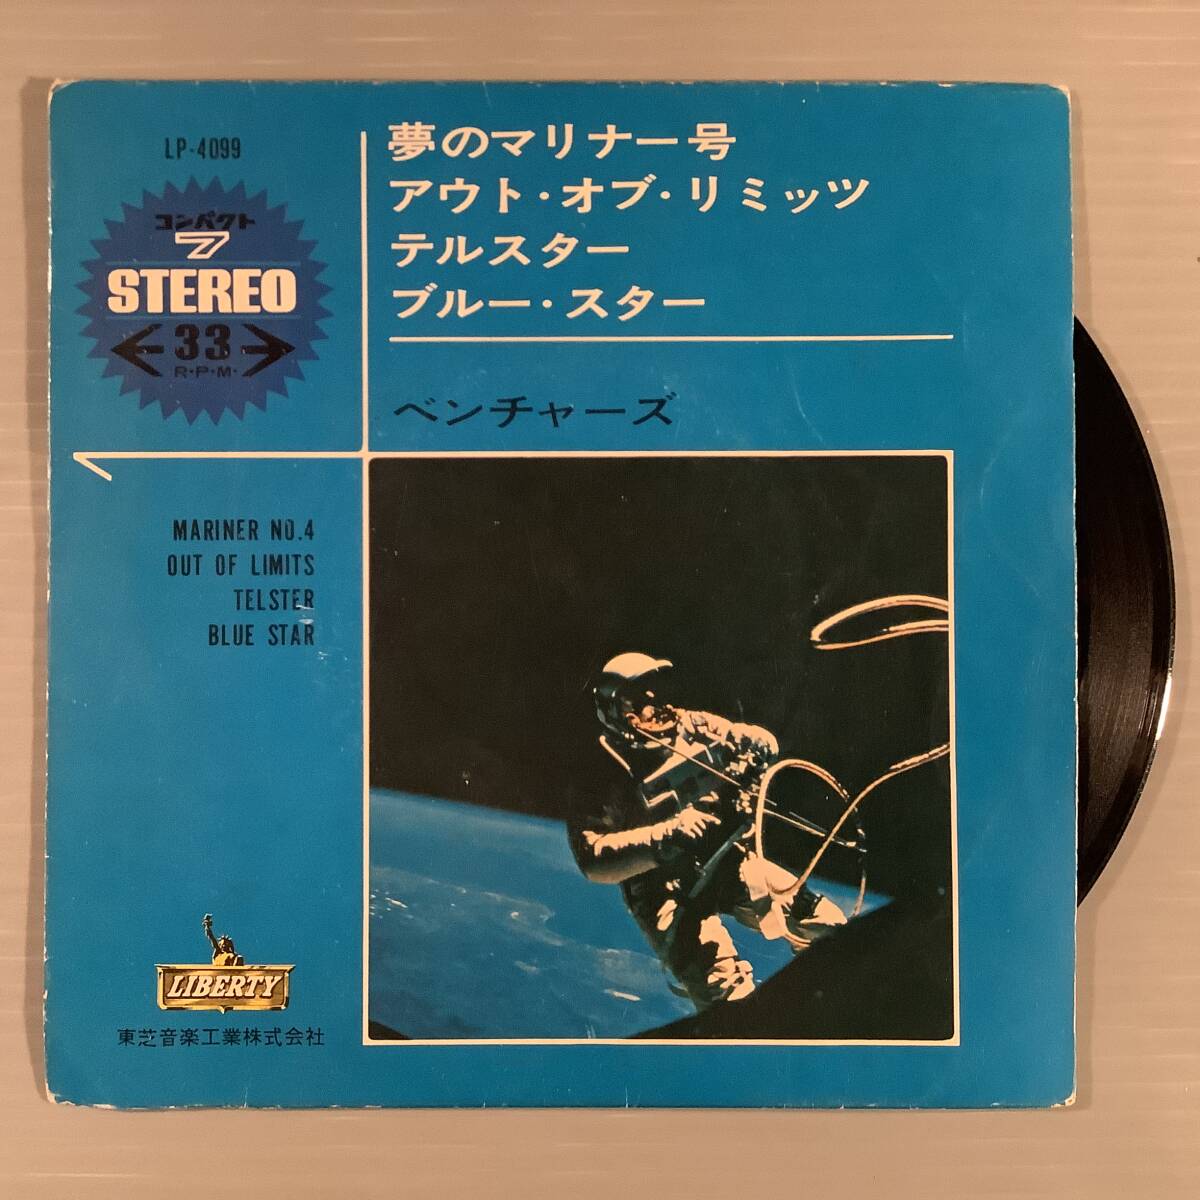 LP-4099
コンパクト
7
STEREO
33
R·P·M·
夢のマリナー号
アウト・オブ・リミッツ
テルスター
ブルー・スター
ベンチャーズ
MARINER NO.4
OUT OF LIMITS
TELSTER
BLUE STAR
LIBERTY
東芝音楽工業株式会社